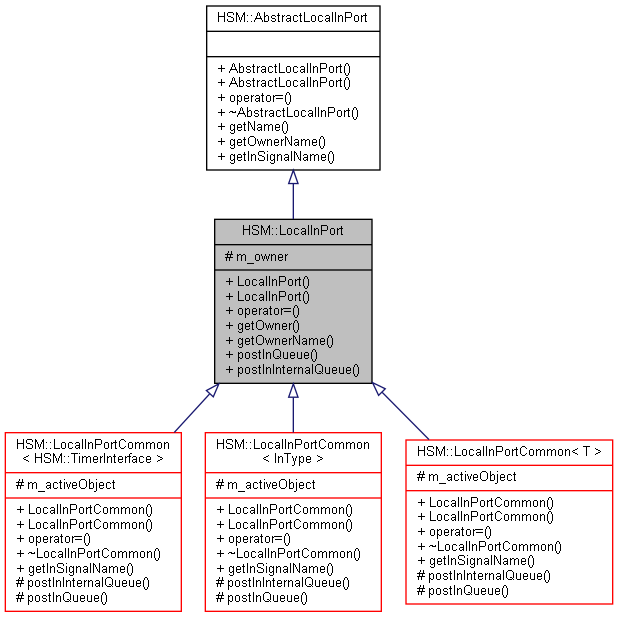 HSM::AbstractLocalInPort
+ AbstractLocalInPort()
+ AbstractLocalInPort()
+ operator=()
+ ~AbstractLocalInPort()
+ getName()
+ getOwnerName()
+ getInSignalName()
HSM::LocalInPort
# m_owner
+ LocalInPort()
+ LocalInPort()
+ operator=()
+ getOwner()
+ getOwnerName()
+ postInQueue()
+ postInInternalQueue()
HSM::LocalInPortCommon
< HSM::TimerInterface >
# m_activeObject
+ LocalInPortCommon()
+ LocalInPortCommon()
+ operator=()
+ ~LocalInPortCommon()
+ getInSignalName()
# postInInternalQueue()
# postInQueue()
HSM::LocalInPortCommon
< InType >
# m_activeObject
+ LocalInPortCommon()
+ LocalInPortCommon()
+ operator=()
+ ~LocalInPortCommon()
+ getInSignalName()
# postInInternalQueue()
# postInQueue()
HSM::LocalInPortCommon< T >
# m_activeObject
+ LocalInPortCommon()
+ LocalInPortCommon()
+ operator=()
+ ~LocalInPortCommon()
+ getInSignalName()
# postInInternalQueue()
# postInQueue()